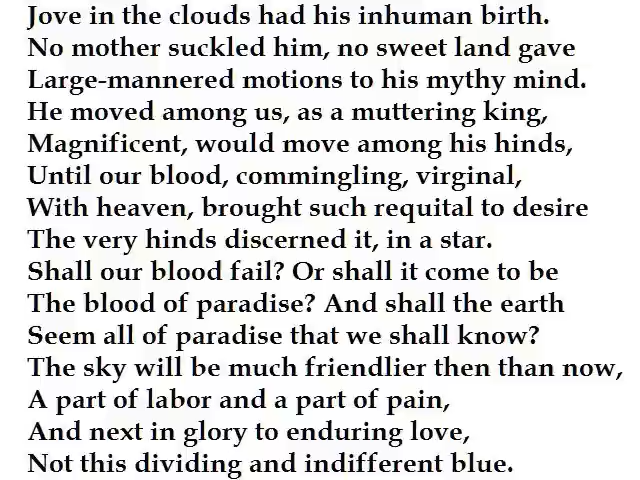 Jove in the clouds had his inhuman birth.
No mother suckled him, no sweet land gave
Large-mannered motions to his mythy mind.
He moved among us, as a muttering king,
Magnificent, would move among his hinds,
Until our blood, commingling, virginal,
With heaven, brought such requital to desire
The very hinds discerned it, in a star.
Shall our blood fail? Or shall it come to be
The blood of paradise? And shall the earth
Seem all of paradise that we shall know?
The sky will be much friendlier then than now,
A part of labor and a part of pain,
And next in glory to enduring love,
Not this dividing and indifferent blue.